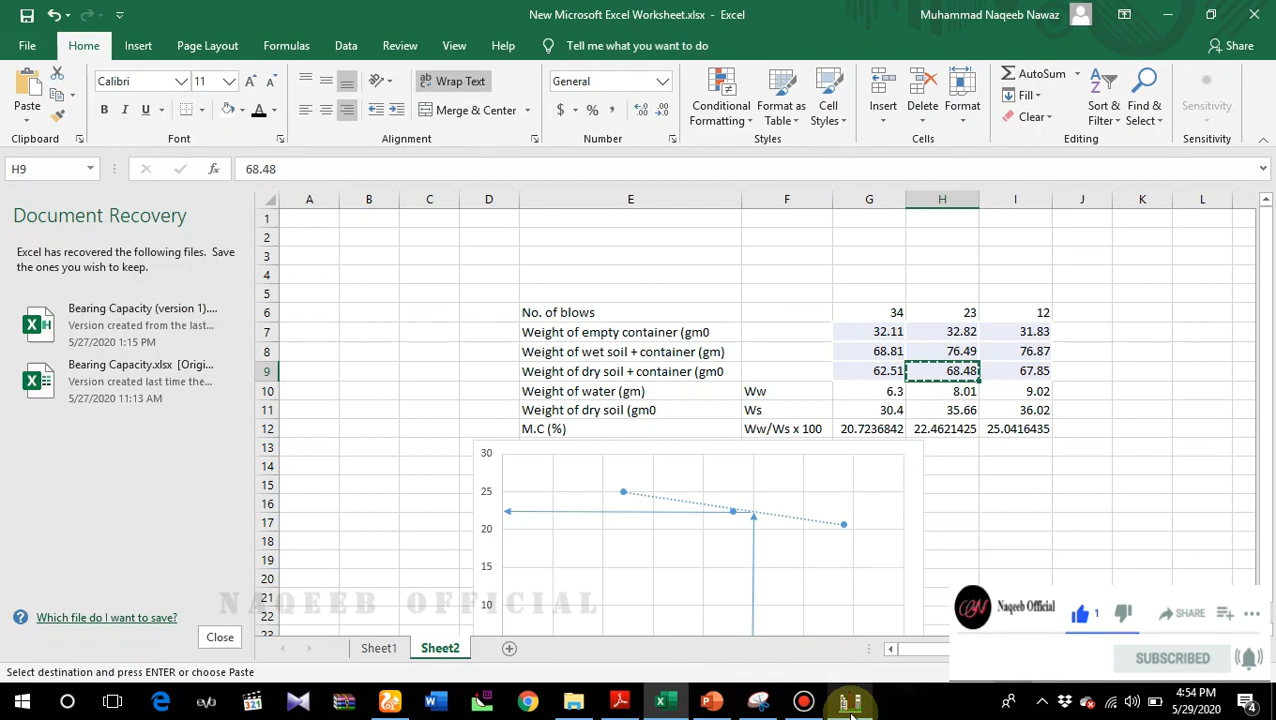 New Microsoft Excel Worksheet.xlsx - Excel
Muhammad Naqeeb Nawaz
File Home Insert Page Layout Formulas Data Review View Help Tell me what you want to do Share
Paste
Calibri 11
B I U
A
Wrap Text
Merge & Center
General
$ %
Conditional Formatting
Format as Table
Cell Styles
Insert
Delete
Format
AutoSum
Fill
Clear
Sort & Filter
Find & Select
Sensitivity
Clipboard Font Alignment Number Styles Cells Editing Sensitivity
H9 fx 68.48
Document Recovery
Excel has recovered the following files. Save
the ones you wish to keep.
Bearing Capacity (version 1)....
Version created from the last...
5/27/2020 1:15 PM
Bearing Capacity.xlsx [Origi...
Version created last time the...
5/27/2020 11:13 AM
Which file do I want to save?
Close
A B C D E F G H I J K L
1
2
3
4
5
6 No. of blows 34 23 12
7 Weight of empty container (gm0 32.11 32.82 31.83
8 Weight of wet soil + container (gm) 68.81 76.49 76.87
9 Weight of dry soil + container (gm0 62.51 68.48 67.85
10 Weight of water (gm) Ww 6.3 8.01 9.02
11 Weight of dry soil (gm0 Ws 30.4 35.66 36.02
12 M.C (%) Ww/Ws x 100 20.7236842 22.4621425 25.0416435
13
14
15
16
17
18
19
20
21
22
23
30
25
20
15
10
NAQEEB OFFICIAL
Naqeeb Official
1
SHARE
SUBSCRIBED
Sheet1 Sheet2
Select destination and press ENTER or choose Paste
4:54 PM
5/29/2020
4